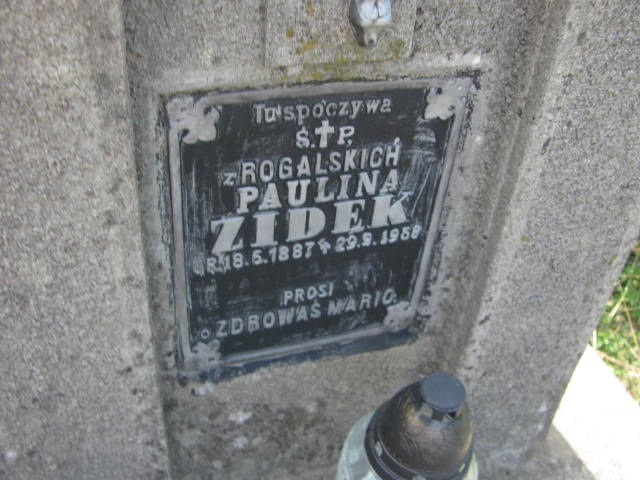 Tu spoczywa
Ś.✝P.
z ROGALSKICH
PAULINA
ZIDEK
UR. 18.5.1887 ✝ 29.9.1958
PROSI
o ZDROWAŚ MARIO.